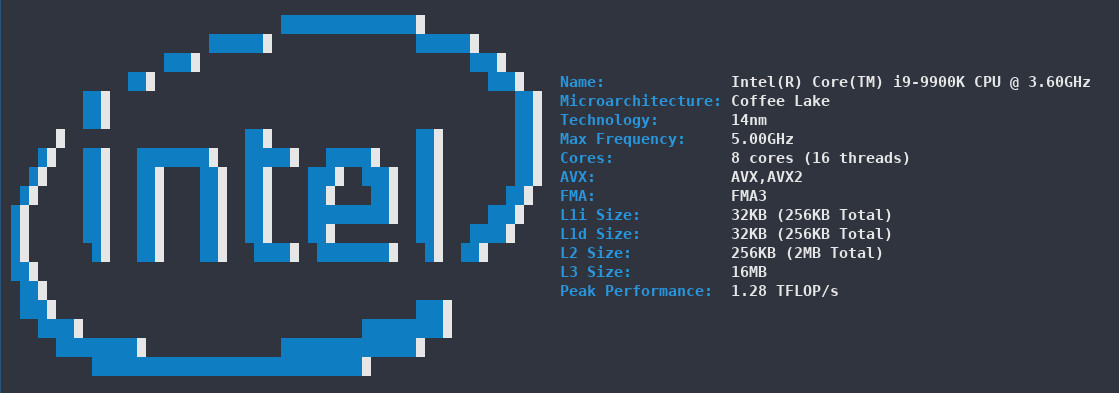 intel
Name: Intel(R) Core(TM) i9-9900K CPU @ 3.60GHz
Microarchitecture: Coffee Lake
Technology: 14nm
Max Frequency: 5.00GHz
Cores: 8 cores (16 threads)
AVX: AVX,AVX2
FMA: FMA3
L1i Size: 32KB (256KB Total)
L1d Size: 32KB (256KB Total)
L2 Size: 256KB (2MB Total)
L3 Size: 16MB
Peak Performance: 1.28 TFLOP/s